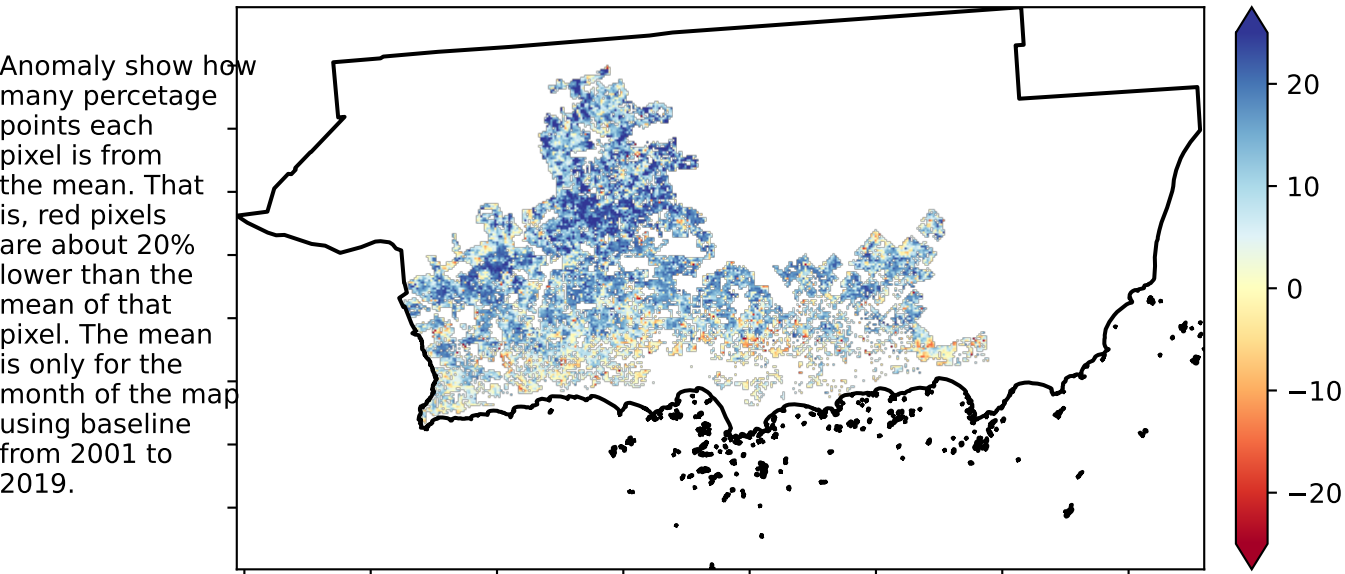 Anomaly show how
many percetage
points each
pixel is from
the mean. That
is, red pixels
are about 20%
lower than the
mean of that
pixel. The mean
is only for the
month of the map
using baseline
from 2001 to
2019.
20
10
0
−10
−20